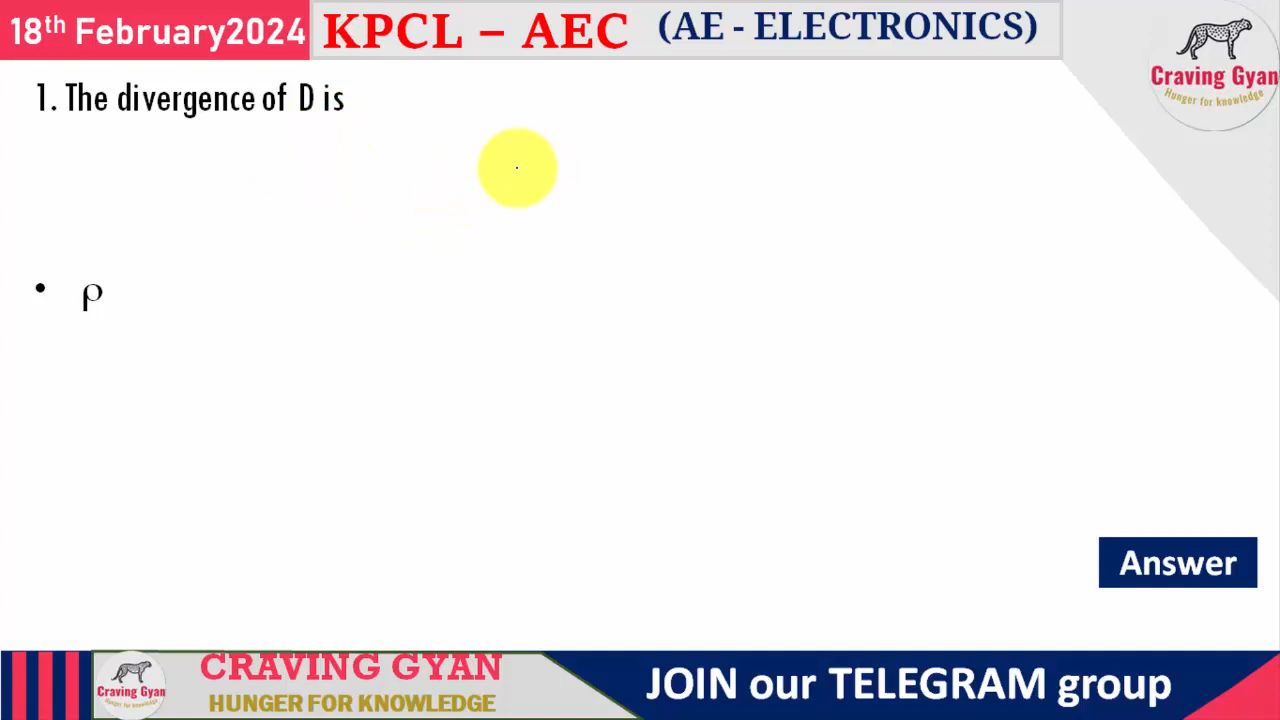 18th February2024
KPCL – AEC
(AE - ELECTRONICS)
Craving Gyan
Hunger for knowledge
1. The divergence of D is
• ρ
Answer
Craving Gyan
CRAVING GYAN
HUNGER FOR KNOWLEDGE
JOIN our TELEGRAM group